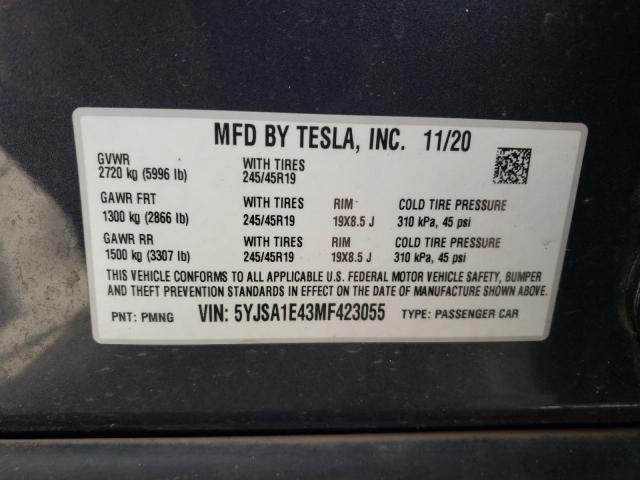 MFD BY TESLA, INC. 11/20
GVWR WITH TIRES
2720 kg (5996 lb) 245/45R19
GAWR FRT WITH TIRES RIM COLD TIRE PRESSURE
1300 kg (2866 lb) 245/45R19 19X8.5 J 310 kPa, 45 psi
GAWR RR WITH TIRES RIM COLD TIRE PRESSURE
1500 kg (3307 lb) 245/45R19 19X8.5 J 310 kPa, 45 psi
THIS VEHICLE CONFORMS TO ALL APPLICABLE U.S. FEDERAL MOTOR VEHICLE SAFETY, BUMPER
AND THEFT PREVENTION STANDARDS IN EFFECT ON THE DATE OF MANUFACTURE SHOWN ABOVE.
PNT: PMNG VIN: 5YJSA1E43MF423055 TYPE: PASSENGER CAR